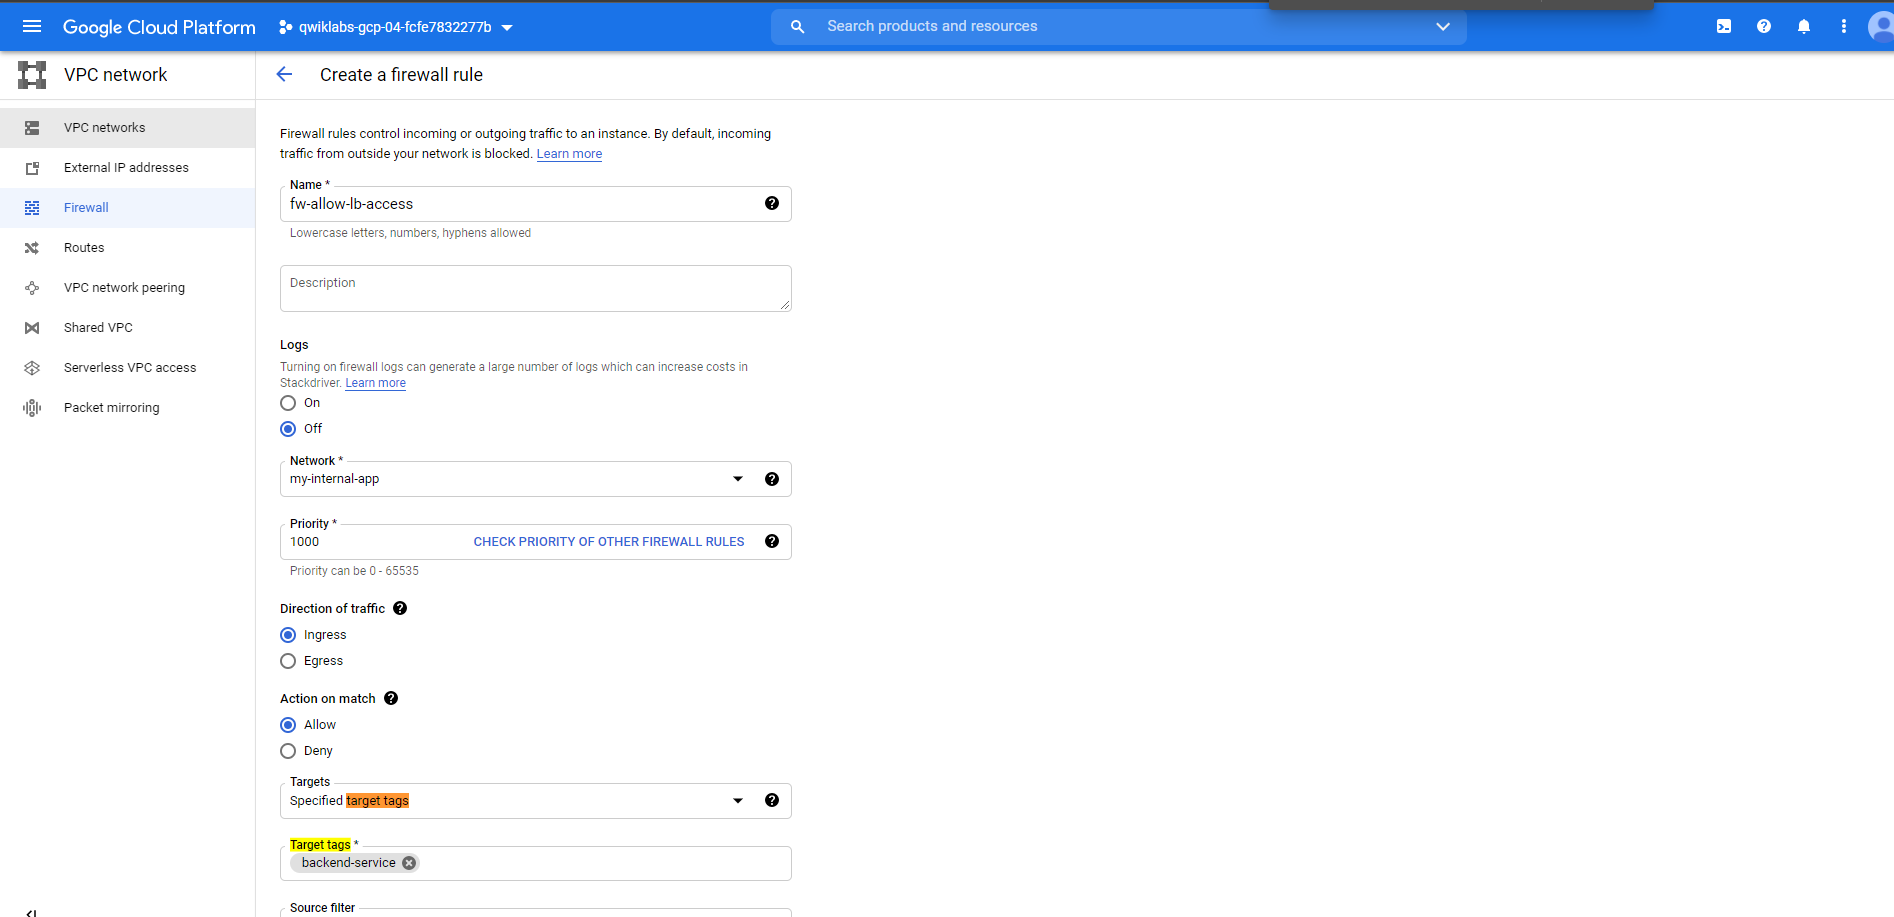 Google Cloud Platform
qwiklabs-gcp-04-fcfe7832277b
Search products and resources
VPC network
Create a firewall rule
VPC networks
External IP addresses
Firewall
Routes
VPC network peering
Shared VPC
Serverless VPC access
Packet mirroring
Firewall rules control incoming or outgoing traffic to an instance. By default, incoming
traffic from outside your network is blocked. Learn more
Name *
fw-allow-lb-access
Lowercase letters, numbers, hyphens allowed
Description
Logs
Turning on firewall logs can generate a large number of logs which can increase costs in
Stackdriver. Learn more
On
Off
Network *
my-internal-app
Priority *
1000
CHECK PRIORITY OF OTHER FIREWALL RULES
Priority can be 0 - 65535
Direction of traffic
Ingress
Egress
Action on match
Allow
Deny
Targets
Specified target tags
Target tags *
backend-service
Source filter